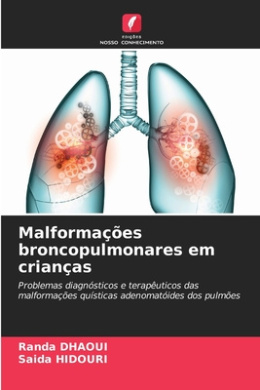 edições
NOSSO CONHECIMENTO
Malformações
broncopulmonares em
crianças
Problemas diagnósticos e terapêuticos das
malformações quísticas adenomatóides dos pulmões
Randa DHAOUI
Saida HIDOURI